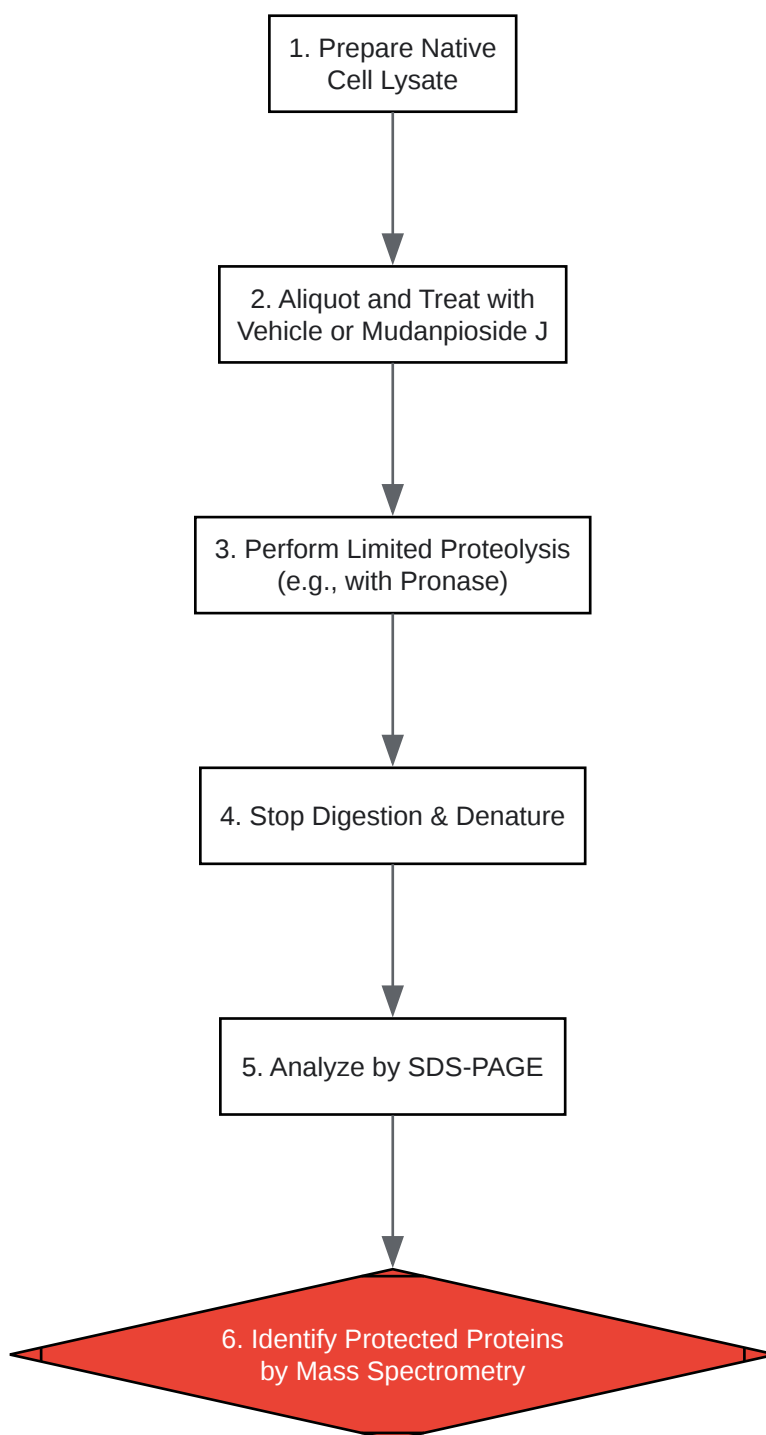 1. Prepare Native
Cell Lysate
2. Aliquot and Treat with
Vehicle or Mudanpioside J
3. Perform Limited Proteolysis
(e.g., with Pronase)
4. Stop Digestion & Denature
5. Analyze by SDS-PAGE
6. Identify Protected Proteins
by Mass Spectrometry